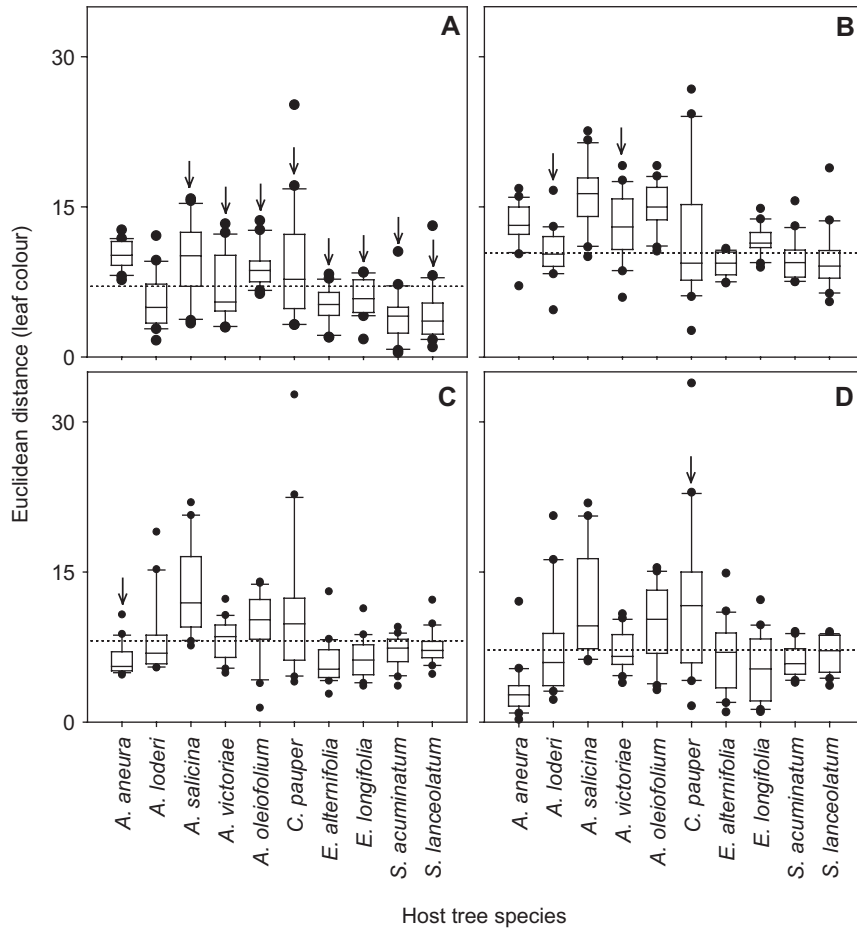 A
B
30
15
0
C
D
30
15
0
Euclidean distance (leaf colour)
A. aneura
A. loderi
A. salicina
A. victoriae
A. oleiofolium
C. pauper
E. alternifolia
E. longifolia
S. acuminatum
S. lanceolatum
A. aneura
A. loderi
A. salicina
A. victoriae
A. oleiofolium
C. pauper
E. alternifolia
E. longifolia
S. acuminatum
S. lanceolatum
Host tree species